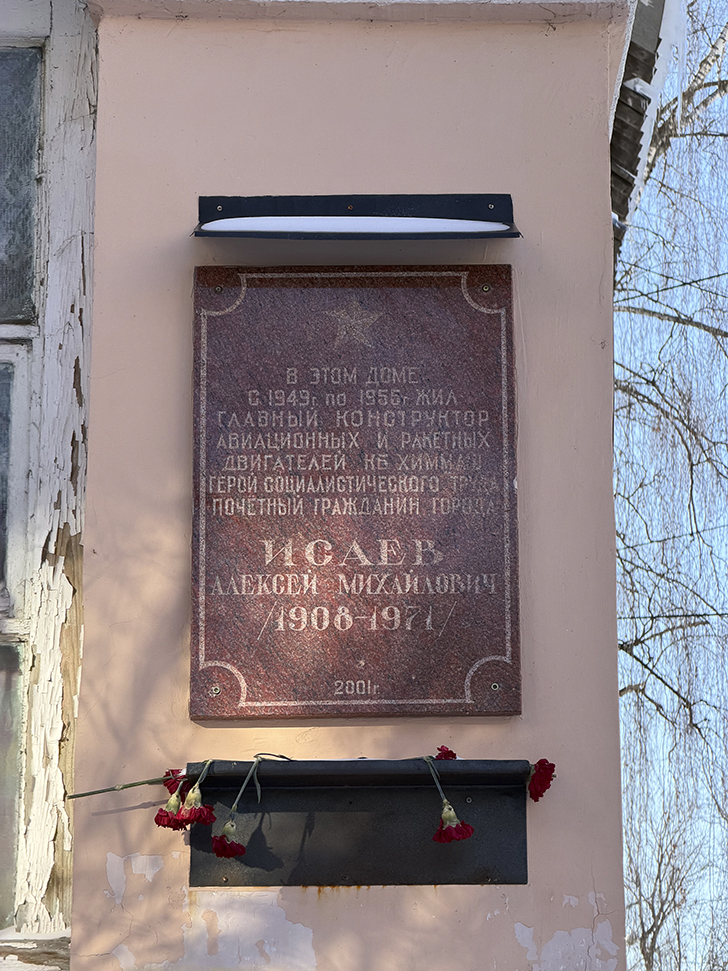 В ЭТОМ ДОМЕ
С 1949г. по 1956г. ЖИЛ
ГЛАВНЫЙ КОНСТРУКТОР
АВИАЦИОННЫХ И РАКЕТНЫХ
ДВИГАТЕЛЕЙ КБ ХИММАШ
ГЕРОЙ СОЦИАЛИСТИЧЕСКОГО ТРУДА
ПОЧЕТНЫЙ ГРАЖДАНИН ГОРОДА
ИСАЕВ
АЛЕКСЕЙ МИХАЙЛОВИЧ
/1908-1971/
2001г.